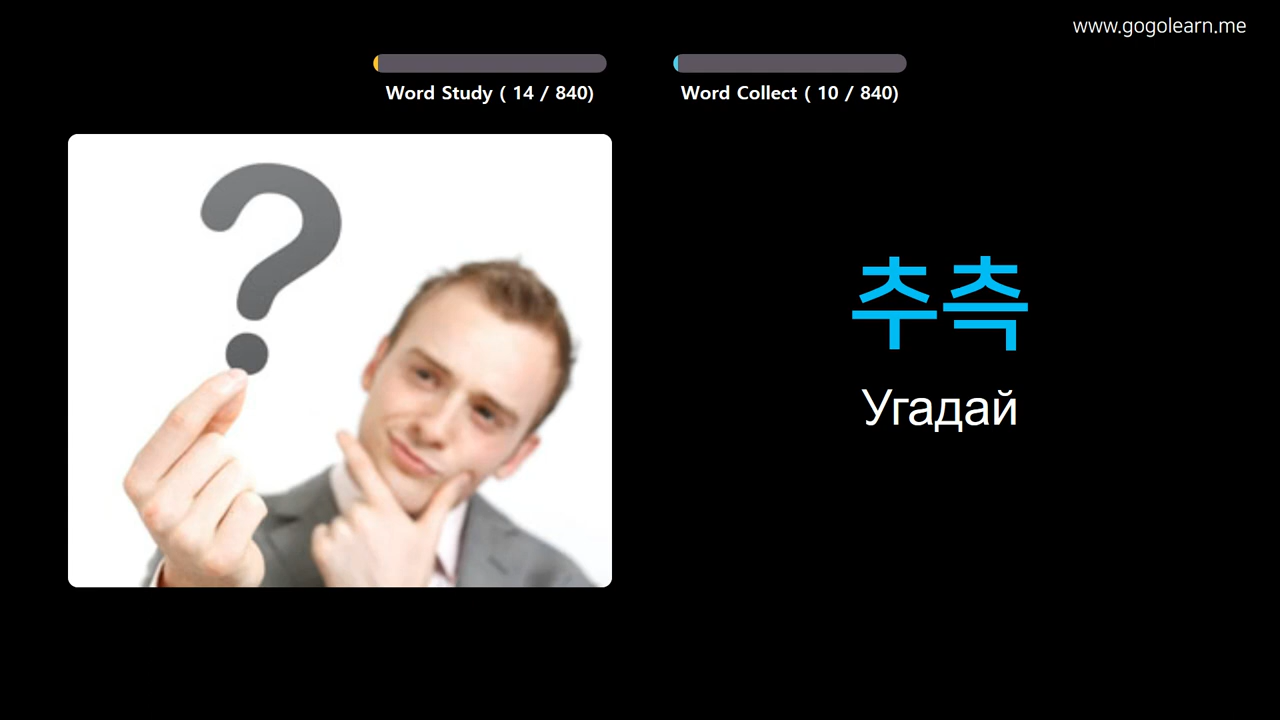 www.gogolearn.me
Word Study ( 14 / 840)
Word Collect ( 10 / 840)
?
추측
Угадай